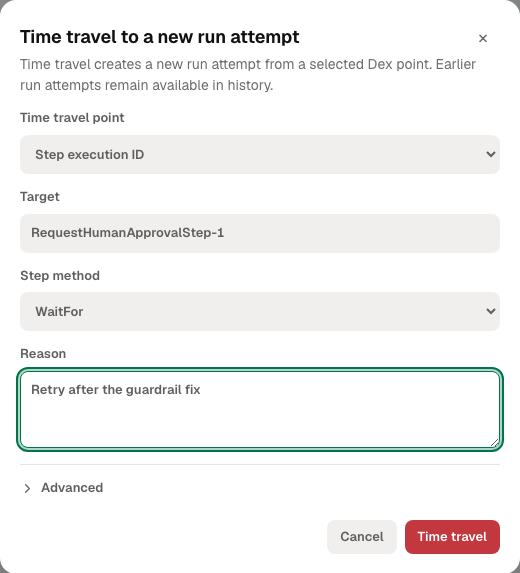 Time travel to a new run attempt
Time travel creates a new run attempt from a selected Dex point. Earlier
run attempts remain available in history.
Time travel point
Step execution ID
Target
RequestHumanApprovalStep-1
Step method
WaitFor
Reason
Retry after the guardrail fix
Advanced
Cancel
Time travel